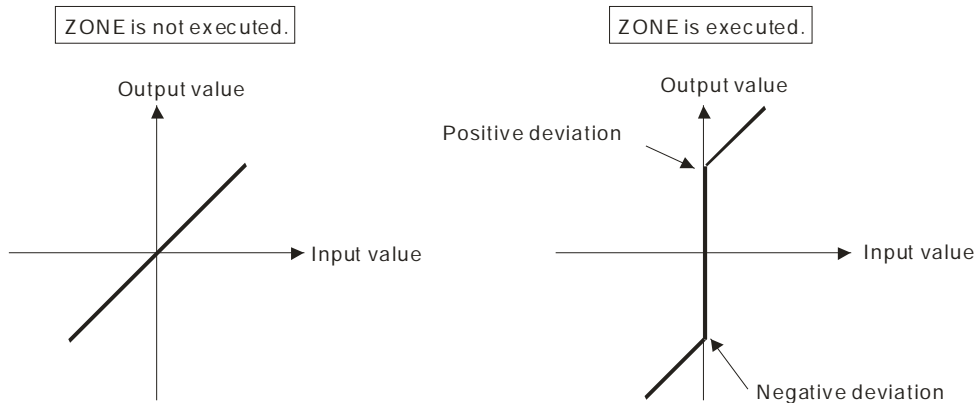 ZONE is not executed.
Output value
Input value
ZONE is executed.
Output value
Positive deviation
Input value
Negative deviation